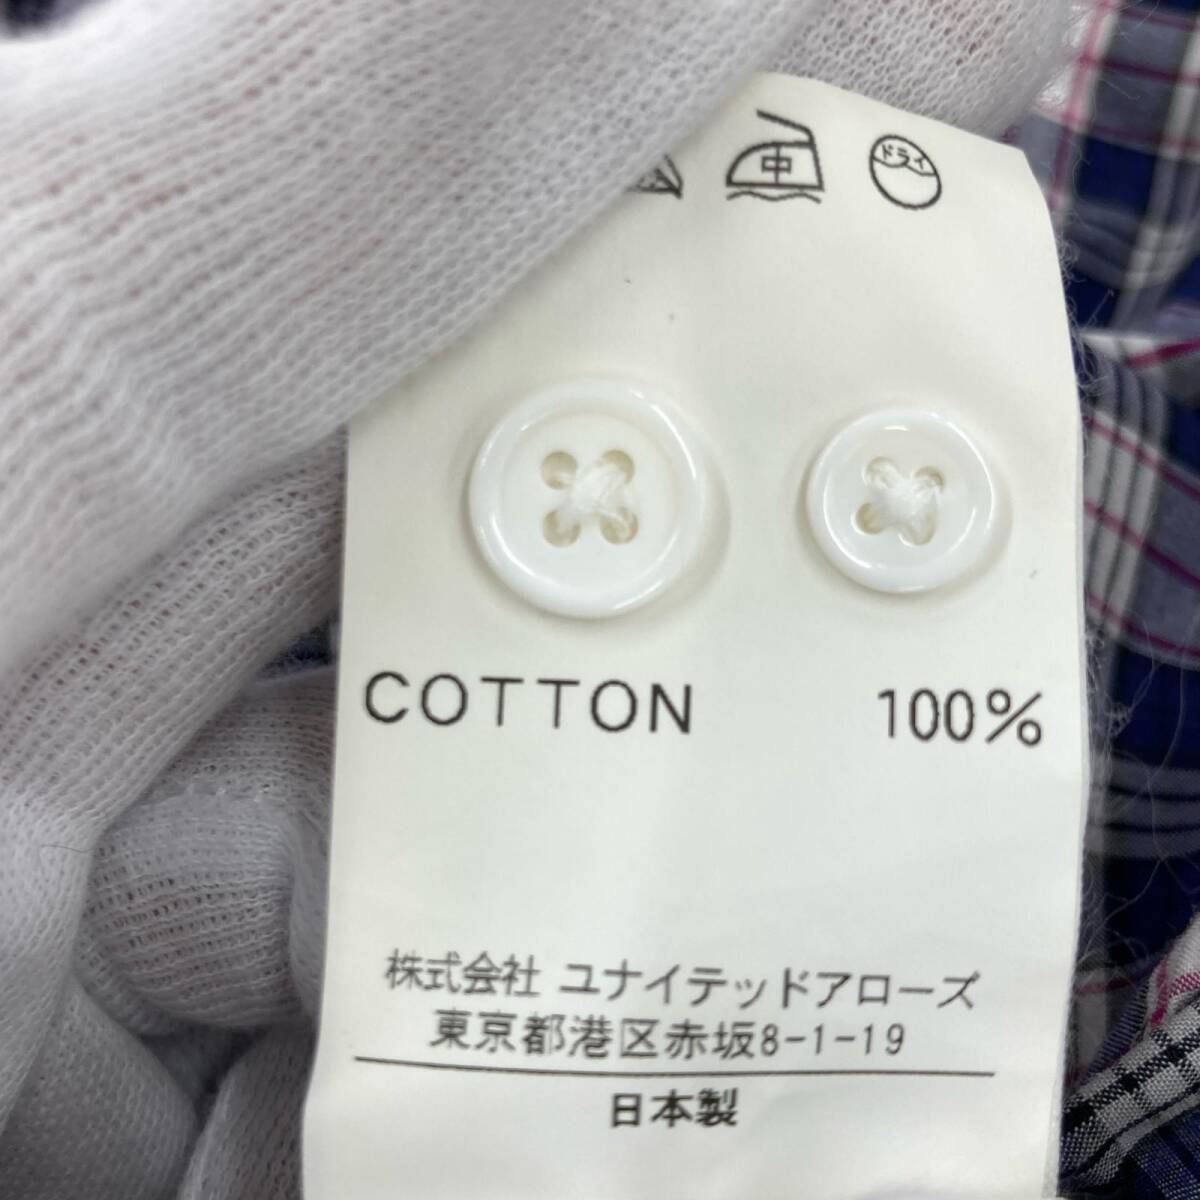 中 ドライ
COTTON 100%
株式会社 ユナイテッドアローズ
東京都港区赤坂8-1-19
日本製